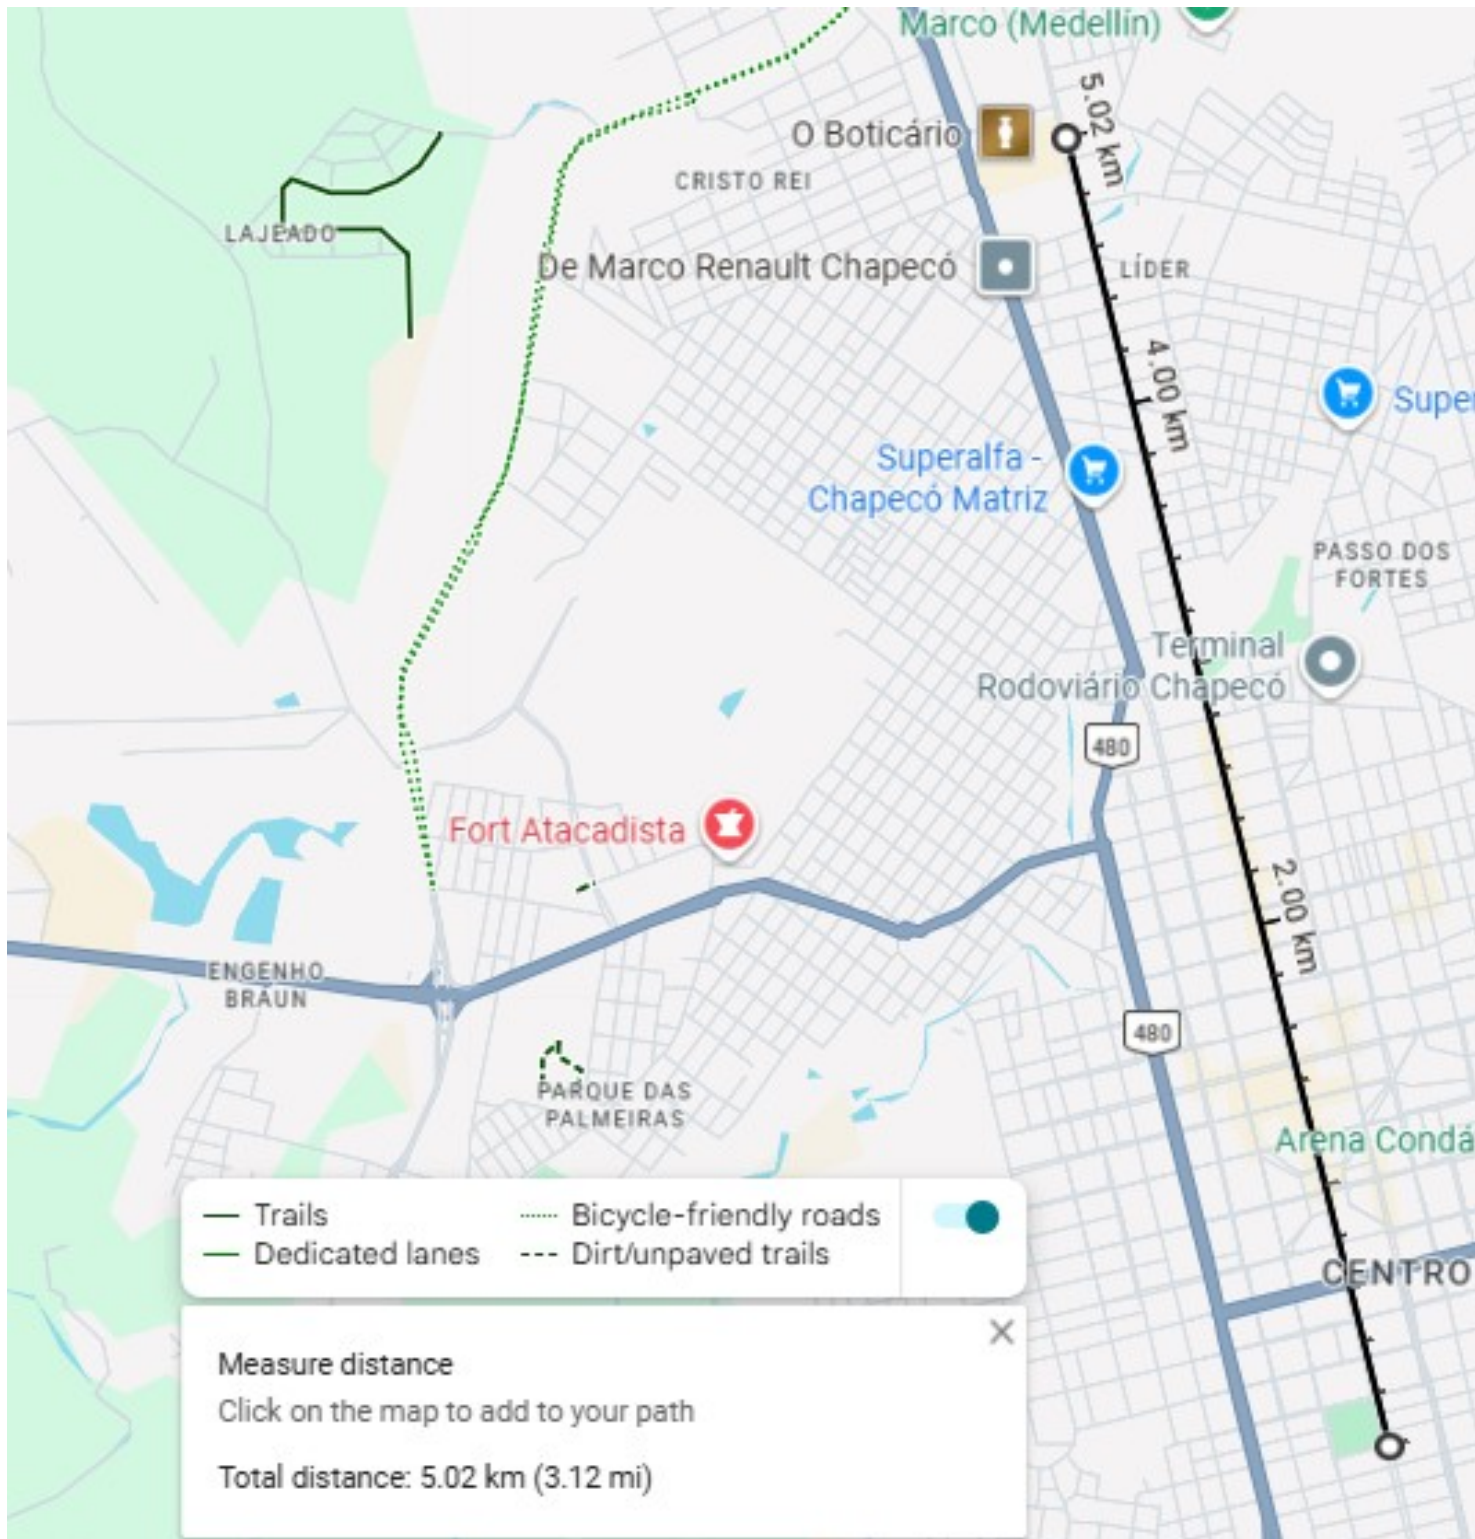 Marco (Medellín)
5.02 km
O Boticário
CRISTO REI
LAJEADO
De Marco Renault Chapecó
LÍDER
4.00 km
Super
Superalfa -
Chapecó Matriz
PASSO DOS
FORTES
Terminal
Rodoviário Chapecó
480
Fort Atacadista
2.00 km
ENGENHO
BRAUN
480
PARQUE DAS
PALMEIRAS
Arena Condá
Trails
Bicycle-friendly roads
Dedicated lanes
Dirt/unpaved trails
CENTRO
Measure distance
Click on the map to add to your path
Total distance: 5.02 km (3.12 mi)